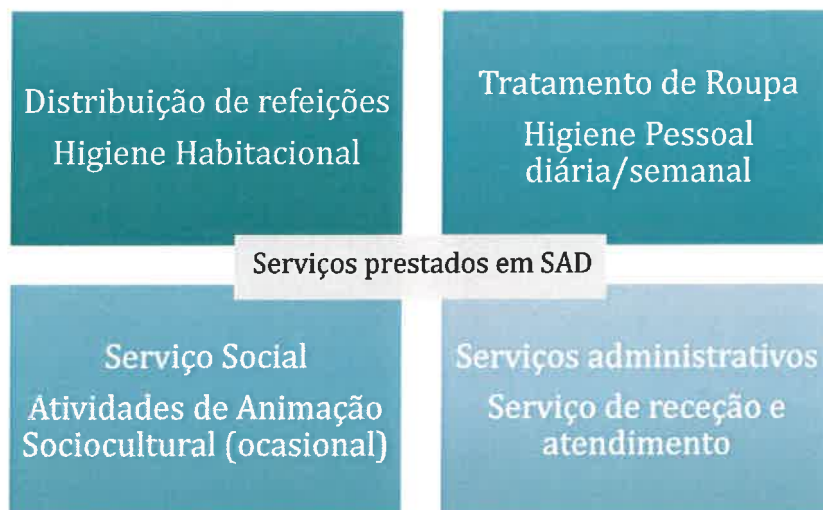 Distribuição de refeições
Higiene Habitacional
Tratamento de Roupa
Higiene Pessoal
diária/semanal
Serviços prestados em SAD
Serviço Social
Atividades de Animação
Sociocultural (ocasional)
Serviços administrativos
Serviço de receção e
atendimento